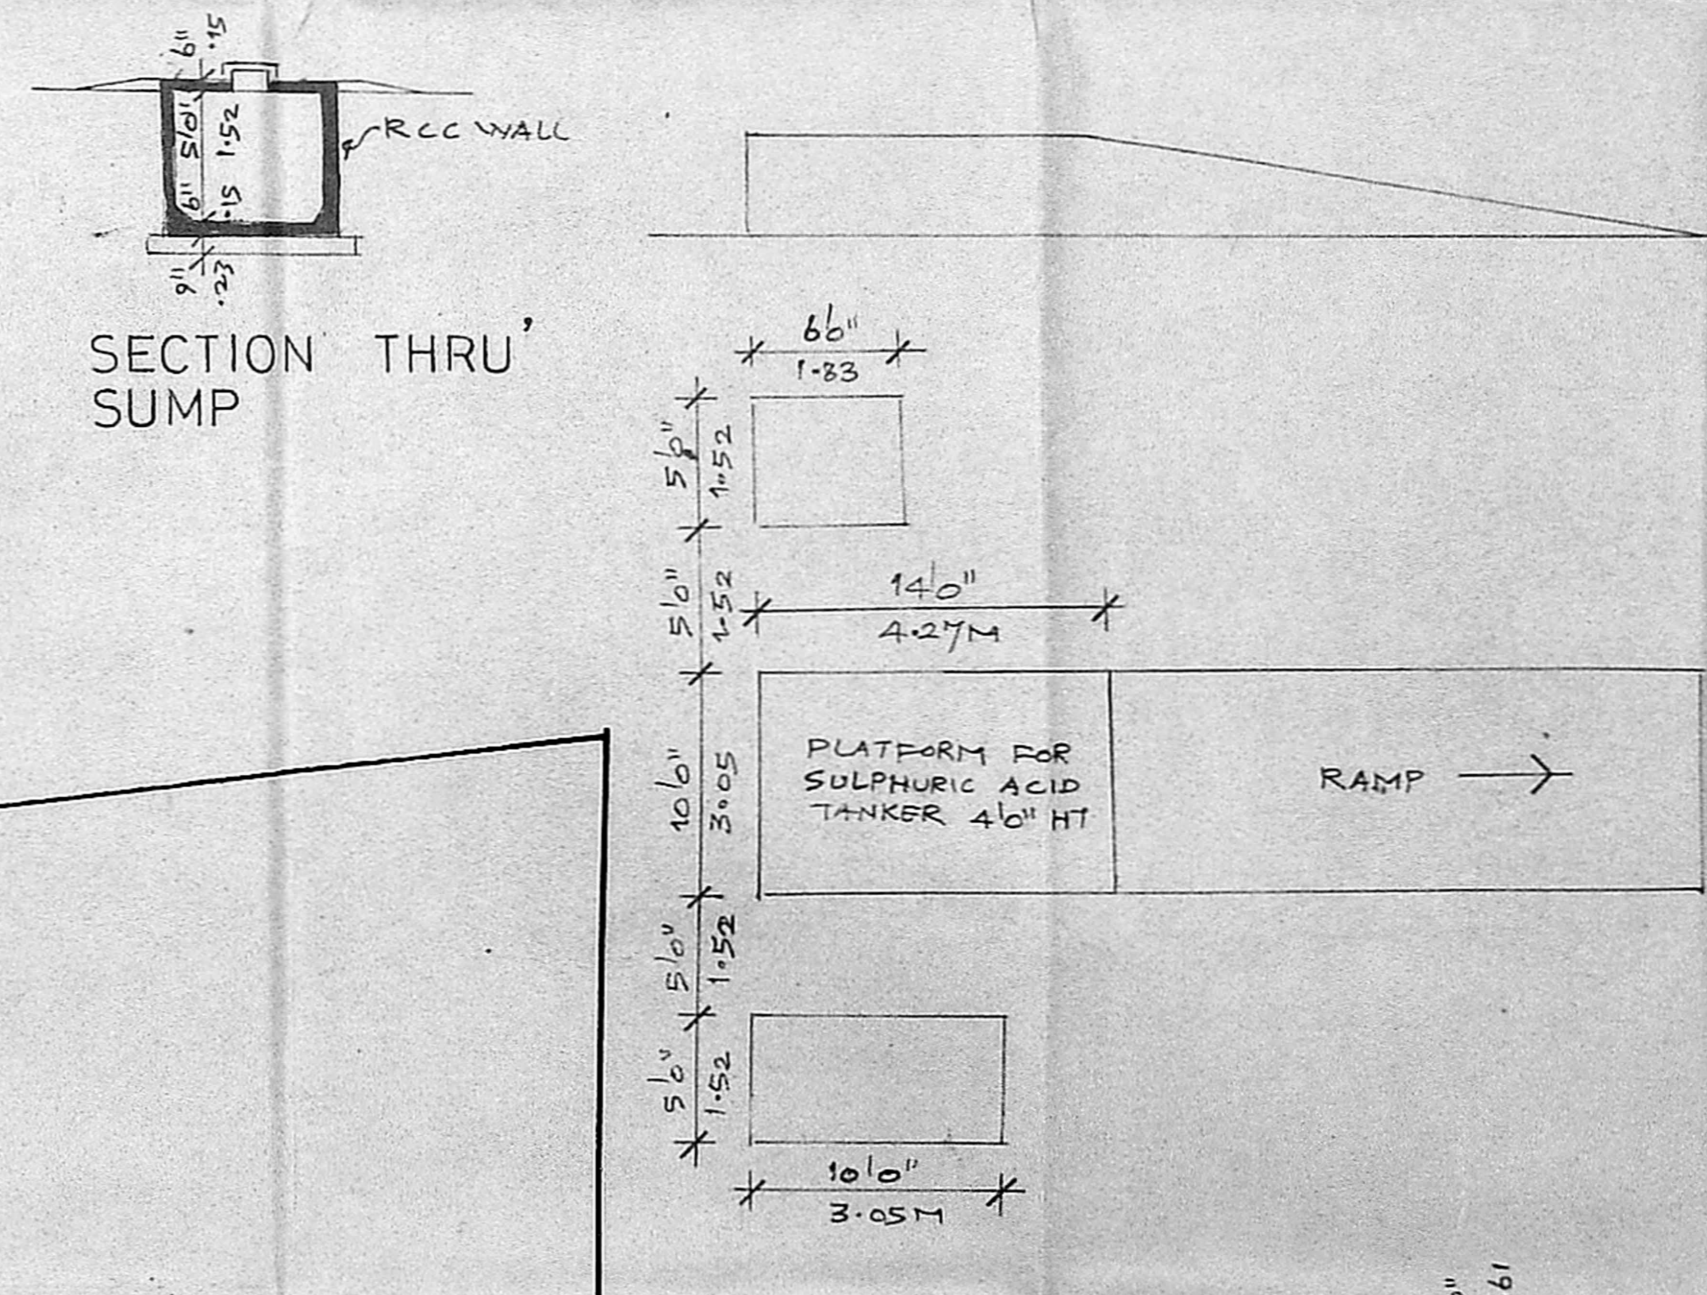 6" .15
5'0" 1.52
6" .15
9" .23
RCC WALL
SECTION THRU'
SUMP
6'0"
1.83
5'0" 1.52
5'0" 1.52
14'0"
4.27M
10'0" 3.05
PLATFORM FOR
SULPHURIC ACID
TANKER 4'0" HT
RAMP
5'0" 1.52
5'0" 1.52
10'0"
3.05M